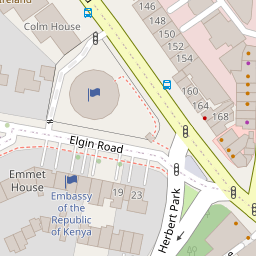 reland
Colm House
146
148
152
154
160
164
168
Elgin Road
Emmet
House
Embassy
of the
Republic
of Kenya
19
23
Herbert Park